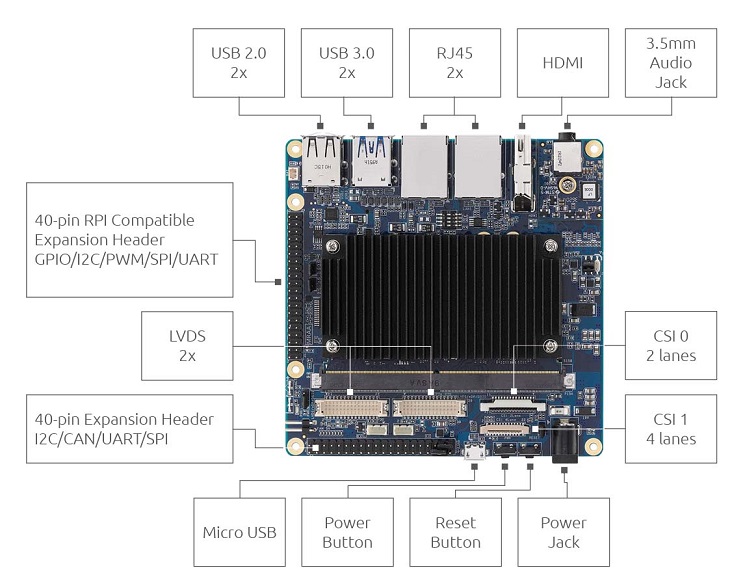 USB 2.0
2x
USB 3.0
2x
RJ45
2x
HDMI
3.5mm
Audio
Jack
40-pin RPI Compatible
Expansion Header
GPIO/I2C/PWM/SPI/UART
LVDS
2x
CSI 0
2 lanes
40-pin Expansion Header
I2C/CAN/UART/SPI
CSI 1
4 lanes
Micro USB
Power
Button
Reset
Button
Power
Jack